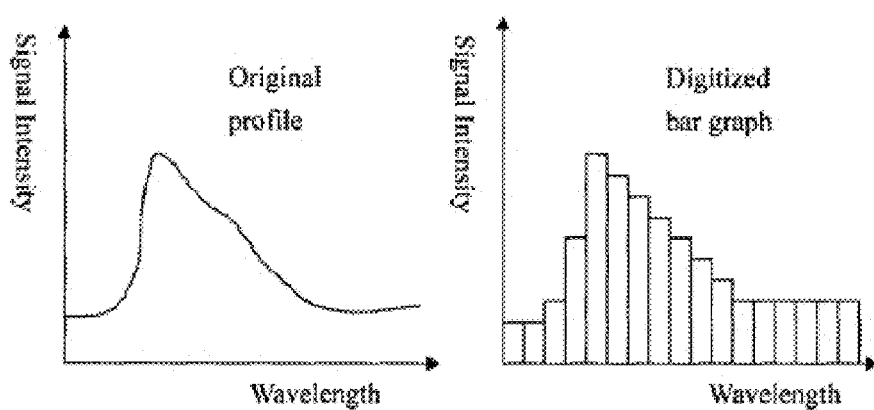 Signal Intensity
Original
profile
Wavelength
Signal Intensity
Digitized
bar graph
Wavelength